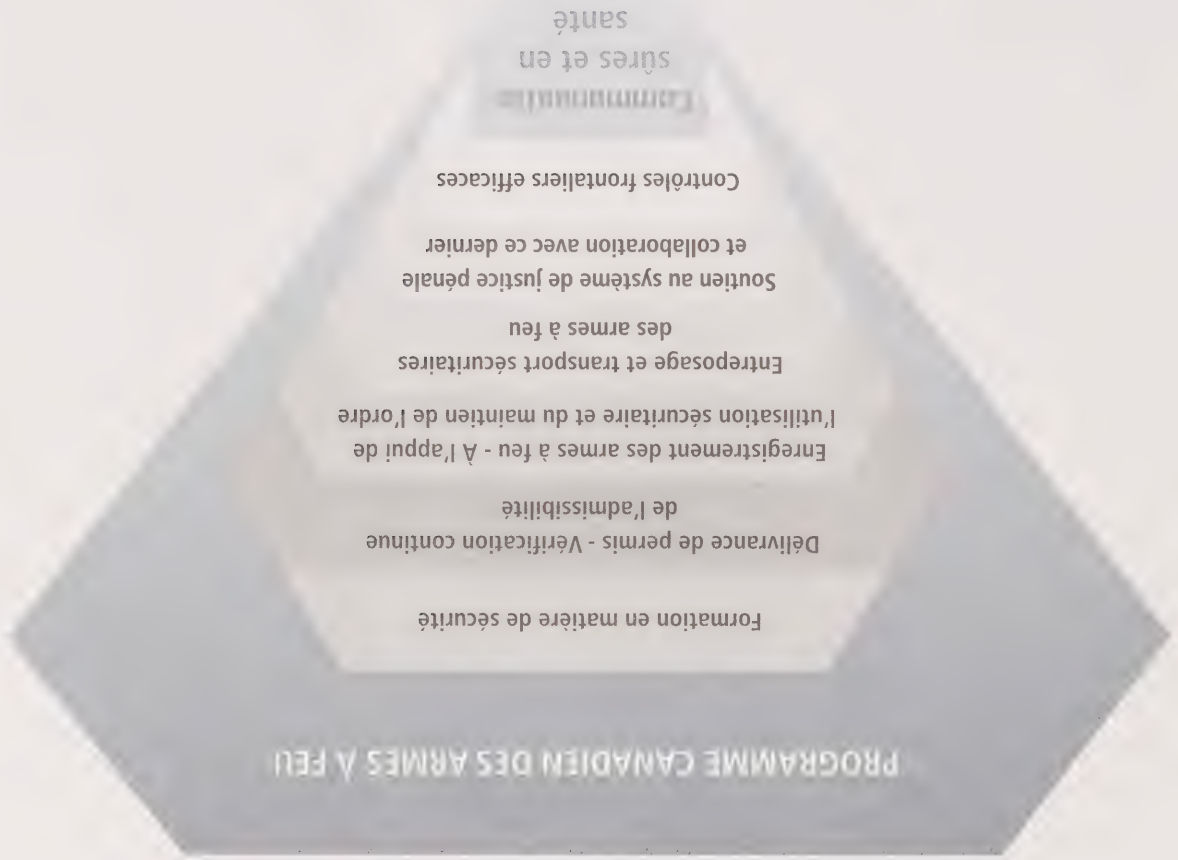 PROGRAMME CANADIEN DES ARMES À FEU
Formation en matière de sécurité
Délivrance de permis - Vérification continue
de l'admissibilité
Enregistrement des armes à feu - À l'appui de
l'utilisation sécuritaire et du maintien de l'ordre
Entreposage et transport sécuritaires
des armes à feu
Soutien au système de justice pénale
et collaboration avec ce dernier
Contrôles frontaliers efficaces
sûres et en
santé